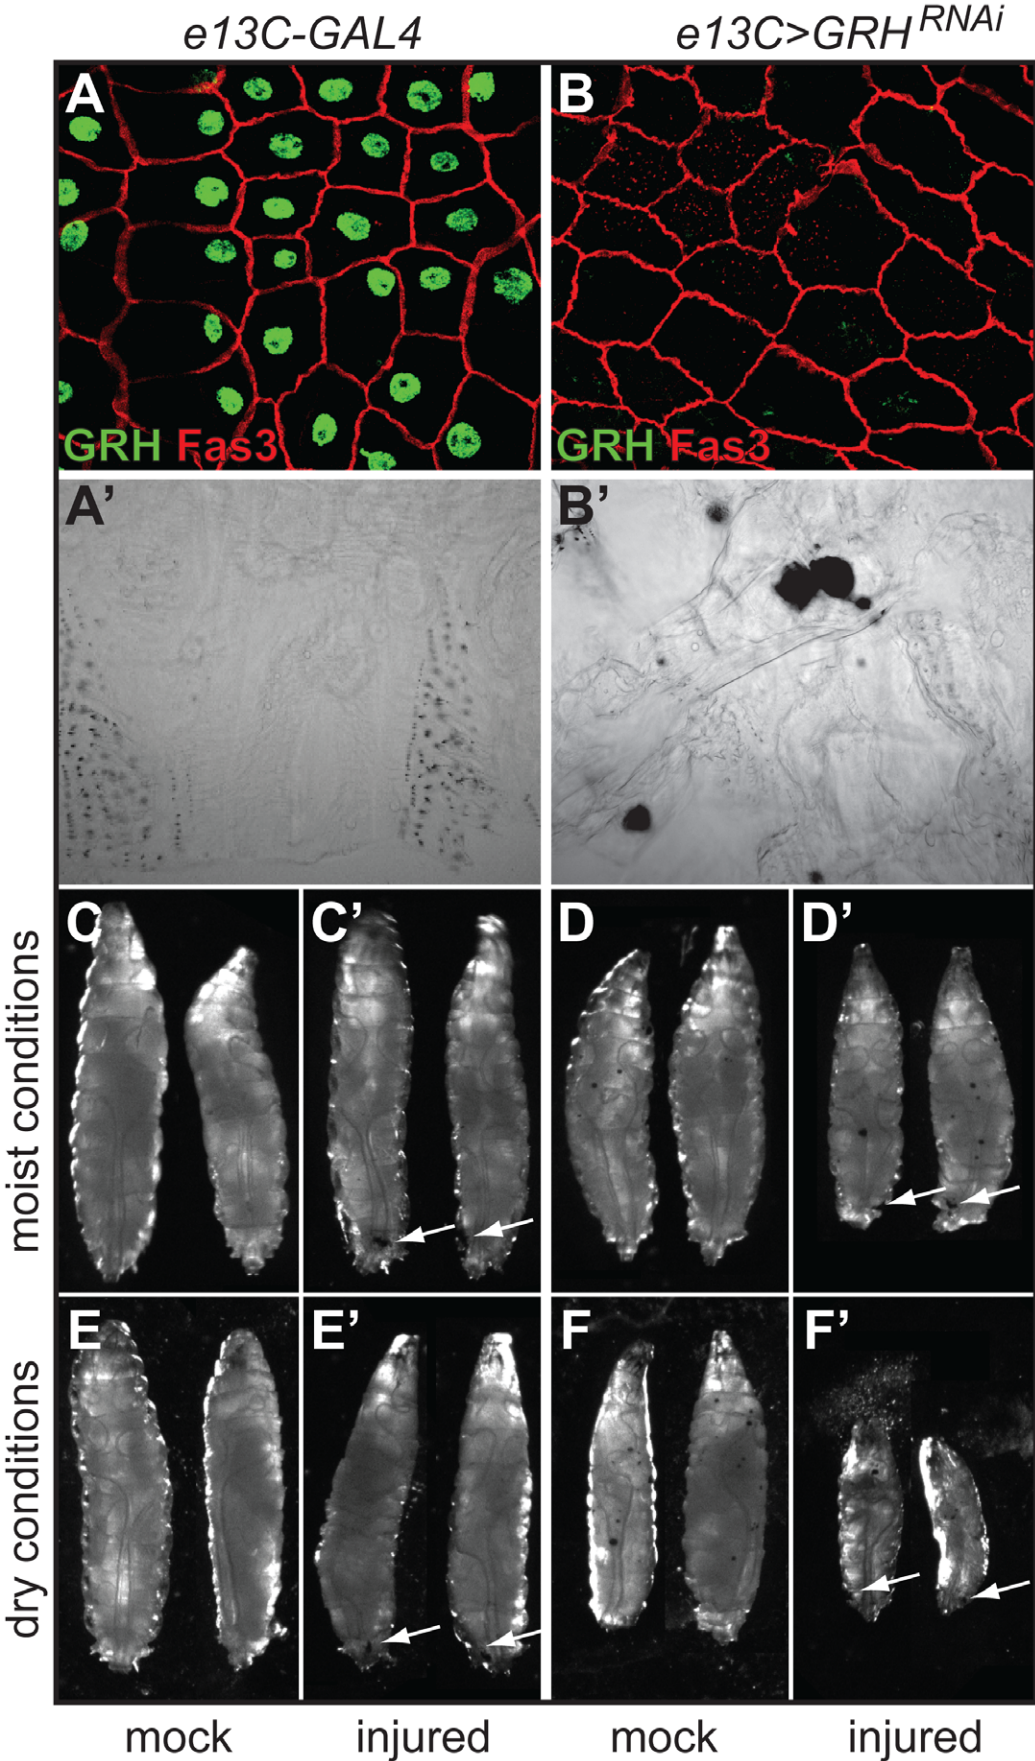 e13C-GAL4
e13C>GRH RNAi
A
B
GRH Fas3
GRH Fas3
A’
B’
moist conditions
C
C’
D
D’
dry conditions
E
E’
F
F’
mock
injured
mock
injured